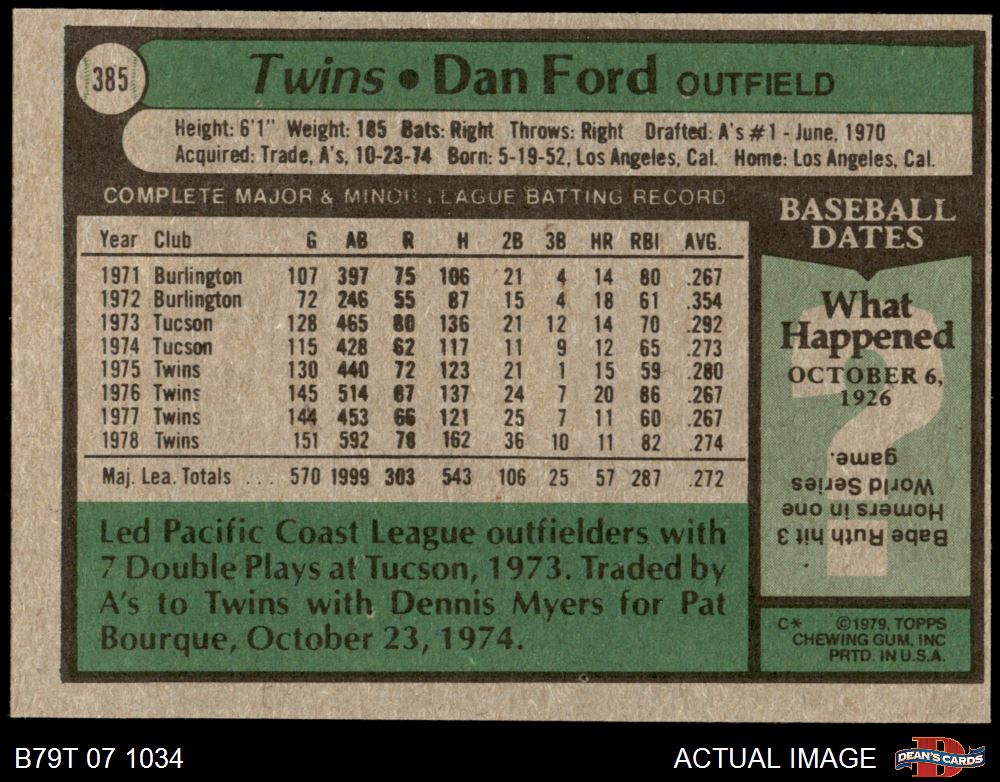 385
Twins • Dan Ford OUTFIELD
Height: 6'1" Weight: 185 Bats: Right Throws: Right Drafted: A's #1 - June, 1970
Acquired: Trade, A's, 10-23-74 Born: 5-19-52, Los Angeles, Cal. Home: Los Angeles, Cal.
COMPLETE MAJOR & MINOR LEAGUE BATTING RECORD
Year Club G AB R H 2B 3B HR RBI AVG.
1971 Burlington 107 397 75 106 21 4 14 80 .267
1972 Burlington 72 246 55 87 15 4 18 61 .354
1973 Tucson 128 465 80 136 21 12 14 70 .292
1974 Tucson 115 428 62 117 11 9 12 65 .273
1975 Twins 130 440 72 123 21 1 15 59 .280
1976 Twins 145 514 87 137 24 7 20 86 .267
1977 Twins 144 453 66 121 25 7 11 60 .267
1978 Twins 151 592 78 162 36 10 11 82 .274
Maj. Lea. Totals ... 570 1999 303 543 106 25 57 287 .272
Led Pacific Coast League outfielders with
7 Double Plays at Tucson, 1973. Traded by
A's to Twins with Dennis Myers for Pat
Bourque, October 23, 1974.
BASEBALL
DATES
What
Happened
OCTOBER 6,
1926
Babe Ruth hit 3
Homers in one
World Series
game.
C* ©1979, TOPPS
CHEWING GUM, INC
PRTD. IN U.S.A.
B79T 07 1034
ACTUAL IMAGE
DEAN'S CARDS